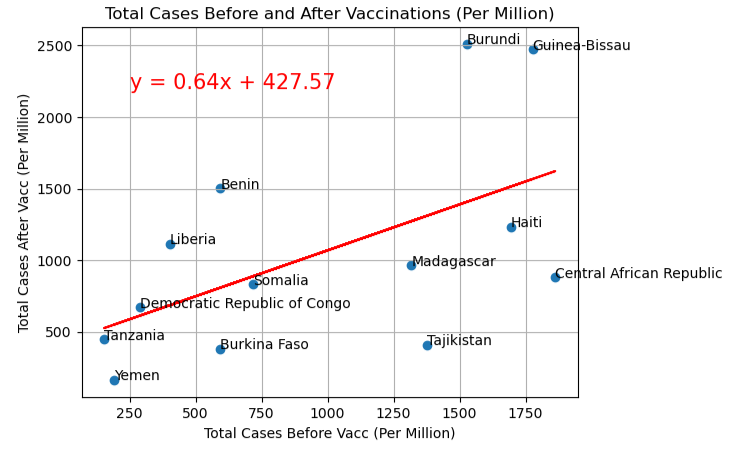 Total Cases Before and After Vaccinations (Per Million)
Total Cases After Vacc (Per Million)
2500
2000
1500
1000
500
y = 0.64x + 427.57
Burundi
Guinea-Bissau
Benin
Liberia
Haiti
Madagascar
Somalia
Central African Republic
Democratic Republic of Congo
Tanzania
Burkina Faso
Tajikistan
Yemen
250 500 750 1000 1250 1500 1750
Total Cases Before Vacc (Per Million)